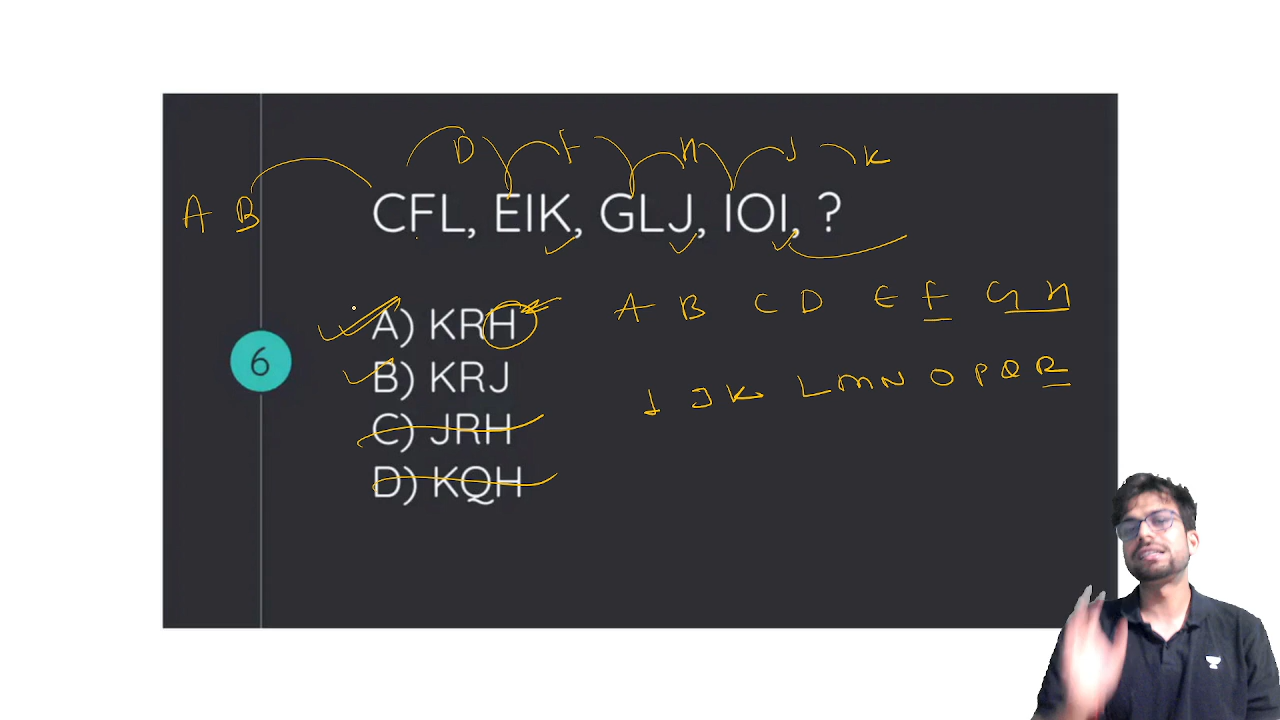 D F H J K
A B
CFL, EIK, GLJ, IOI, ?
A B C D E F G H
A) KRH
6
B) KRJ
I J K L M N O P Q R
C) JRH
D) KQH